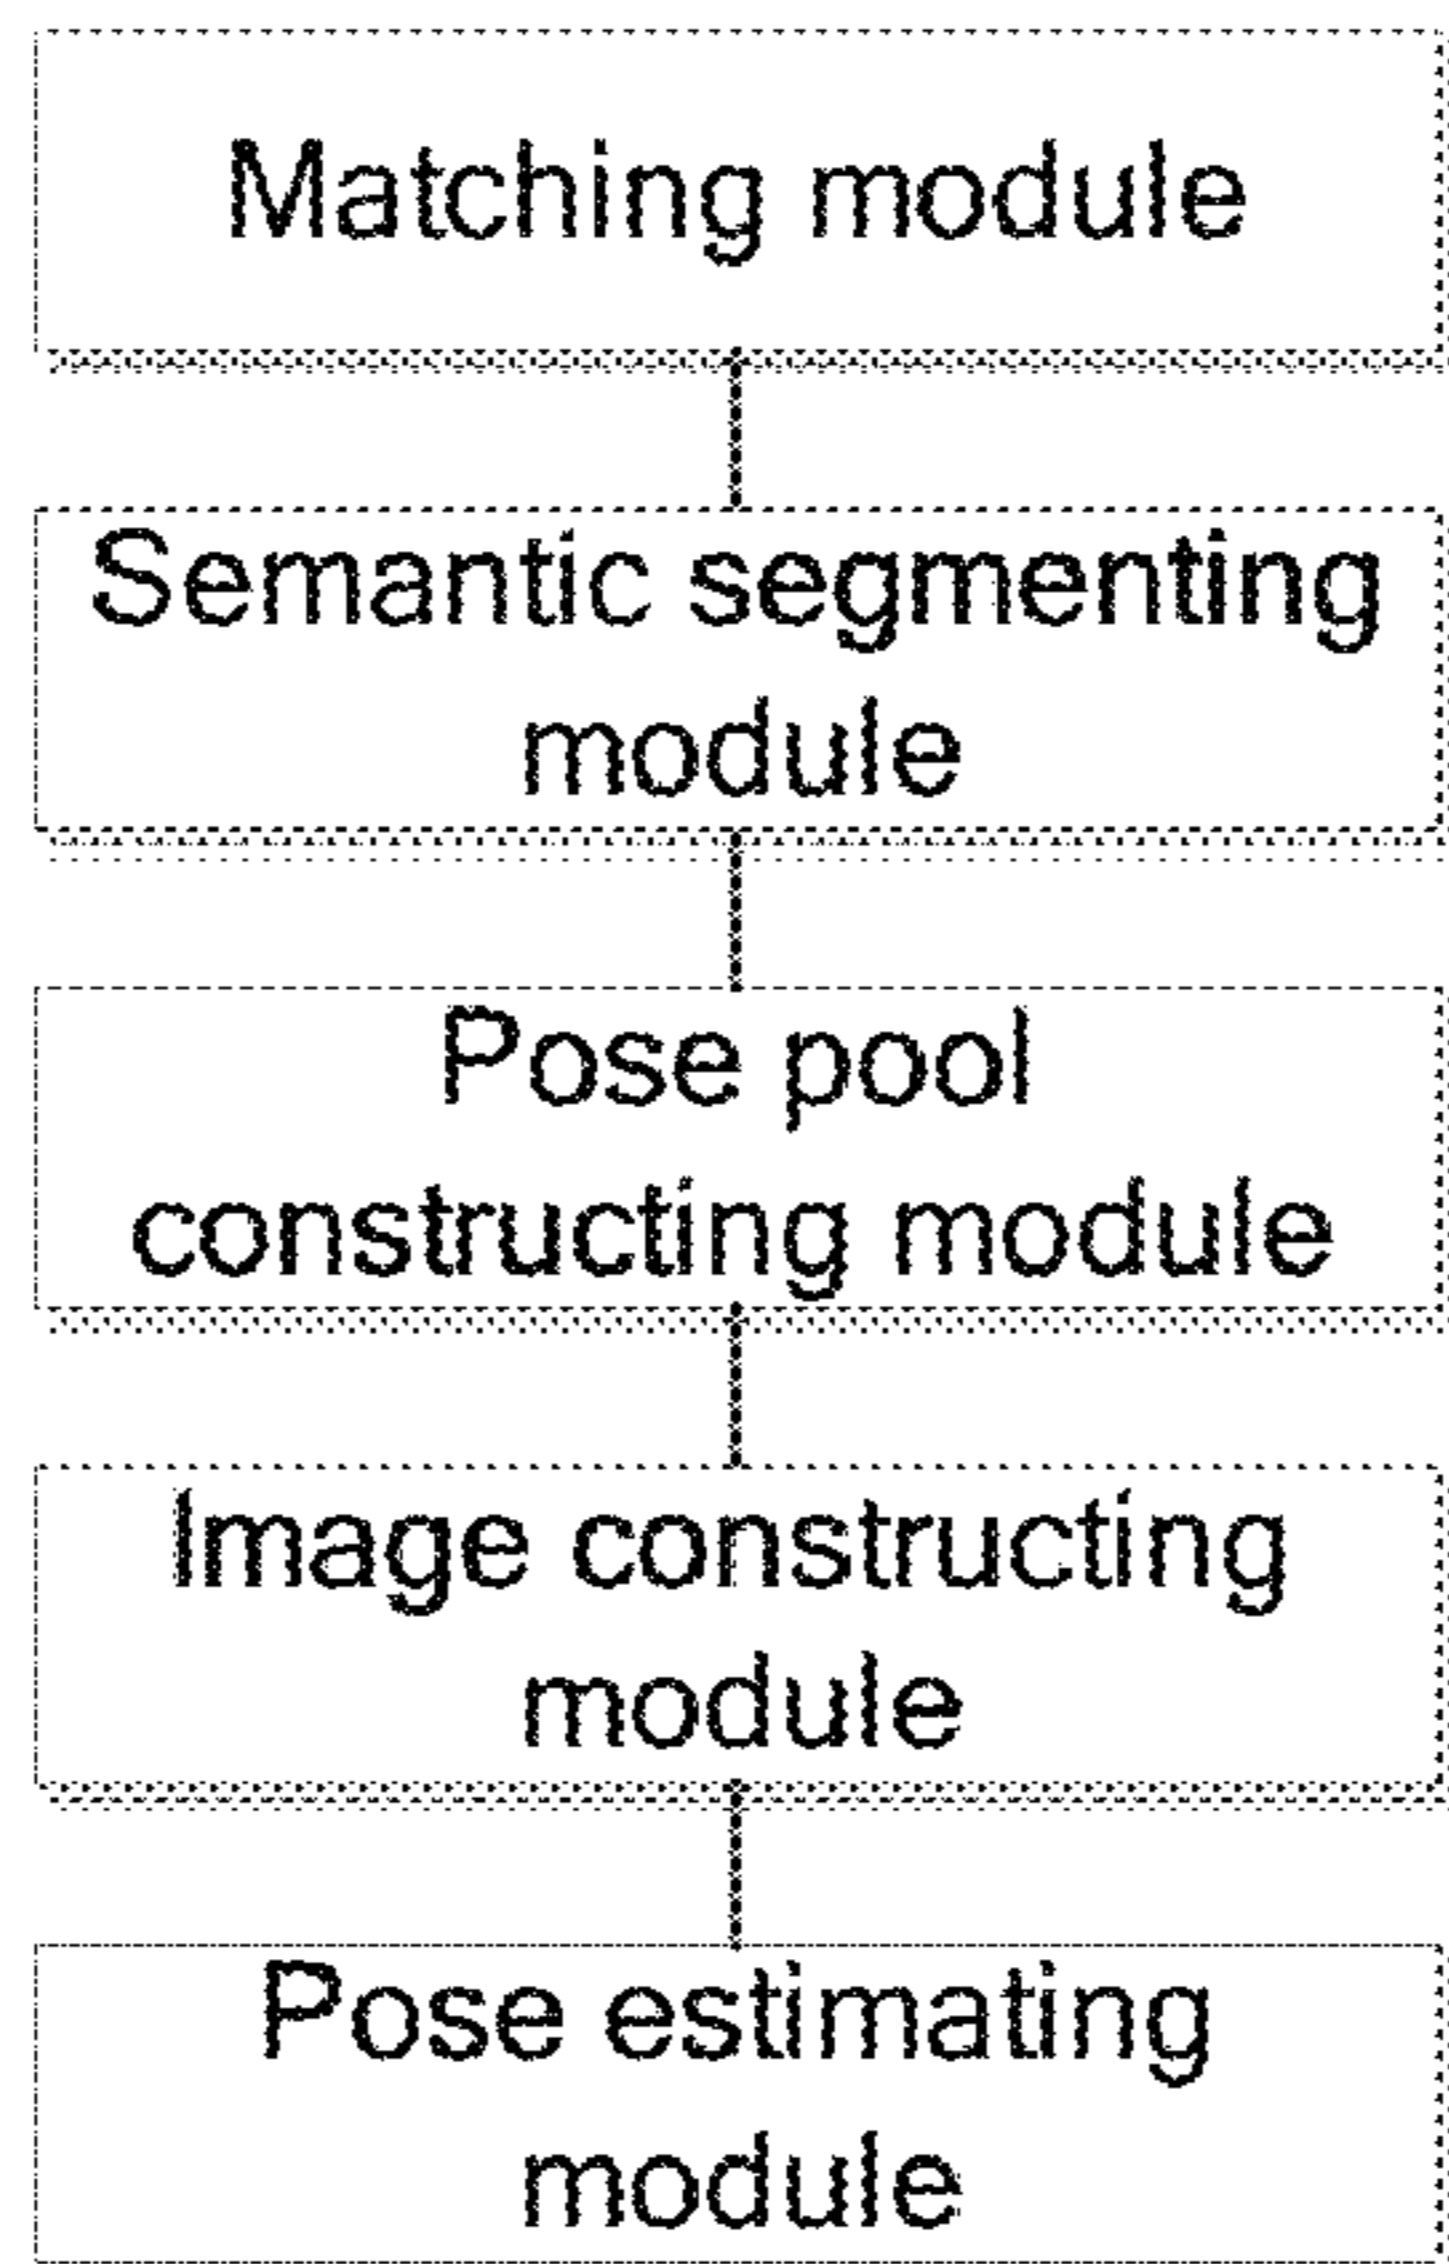 Matching module
Semantic segmenting
module
Pose pool
constructing module
Image constructing
module
Pose estimating
module